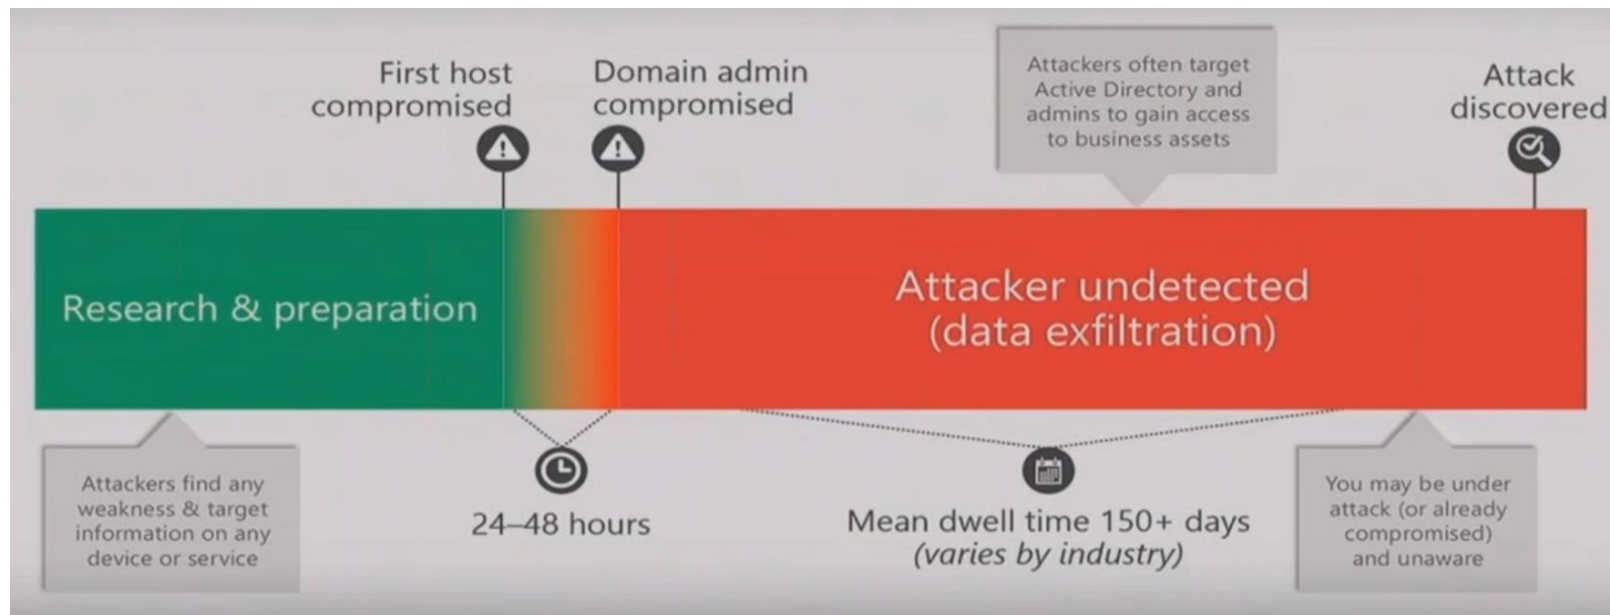 First host
compromised
Domain admin
compromised
Attackers often target
Active Directory and
admins to gain access
to business assets
Attack
discovered
Research & preparation
Attacker undetected
(data exfiltration)
Attackers find any
weakness & target
information on any
device or service
24–48 hours
Mean dwell time 150+ days
(varies by industry)
You may be under
attack (or already
compromised)
and unaware